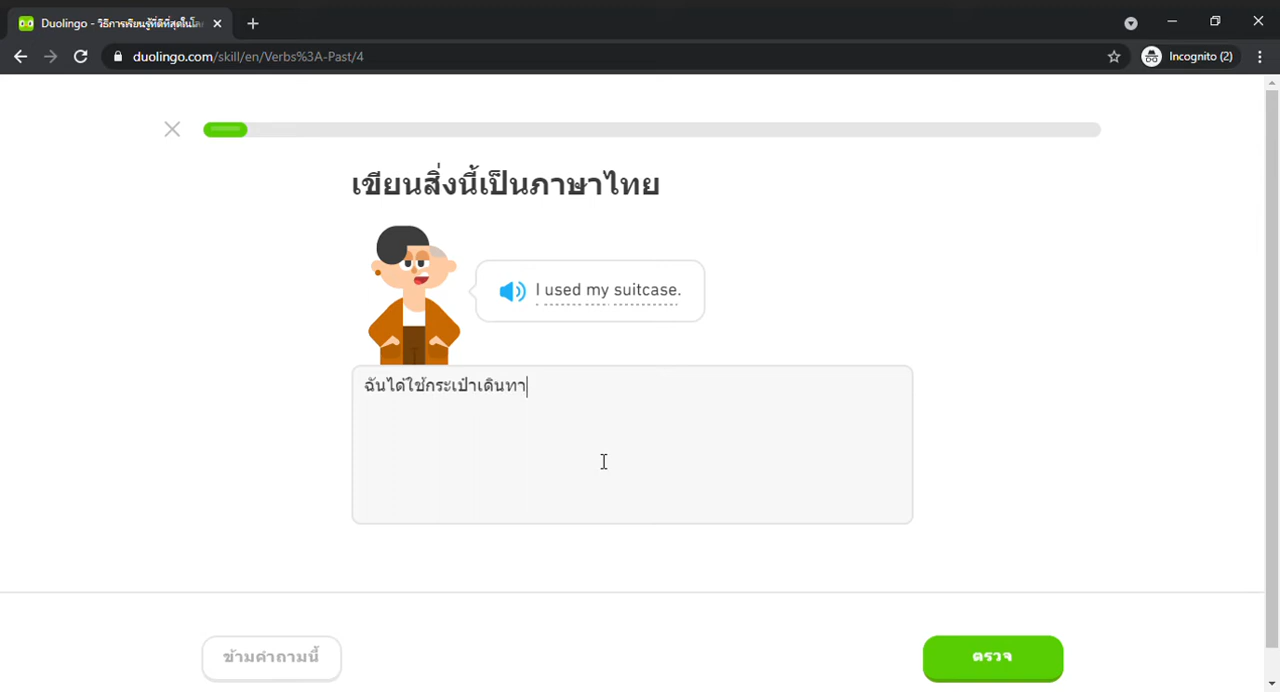 Duolingo - วิธีการเรียนรู้ที่ดีที่สุดในโล
duolingo.com/skill/en/Verbs%3A-Past/4
Incognito (2)
เขียนสิ่งนี้เป็นภาษาไทย
I used my suitcase.
ฉันได้ใช้กระเป๋าเดินทา
ข้ามคำถามนี้
ตรวจ